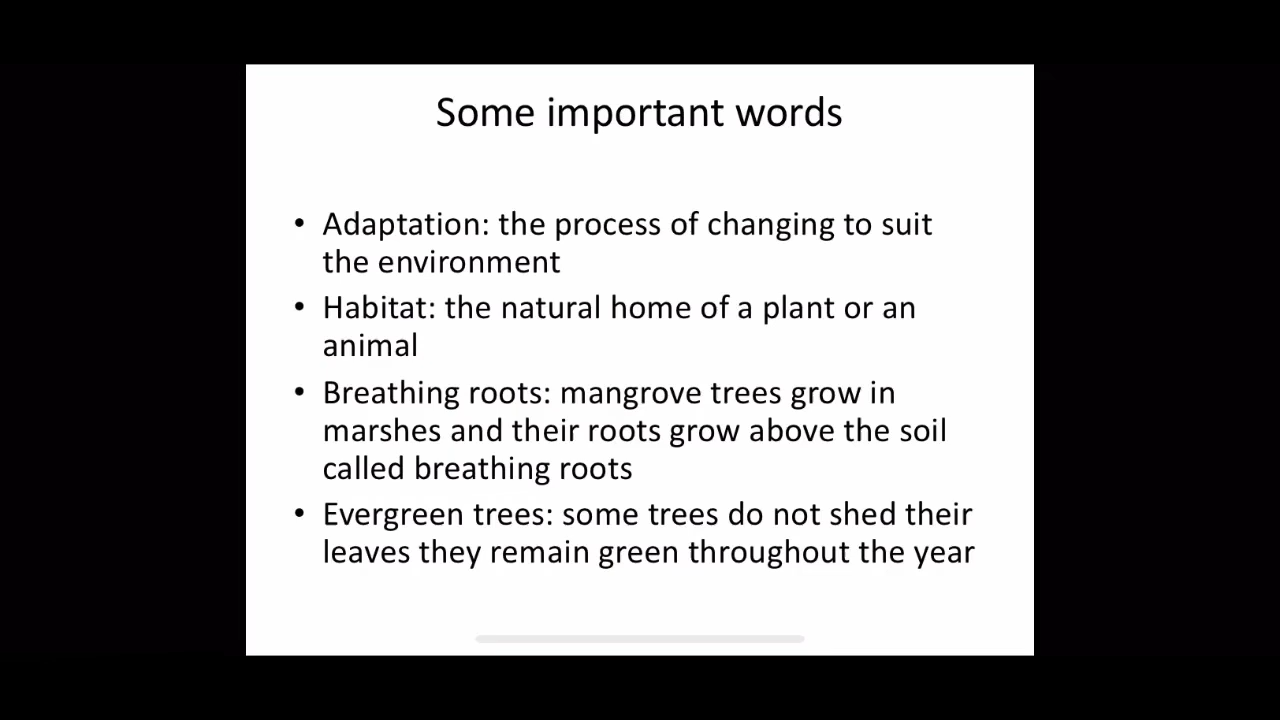 Some important words
• Adaptation: the process of changing to suit
the environment
• Habitat: the natural home of a plant or an
animal
• Breathing roots: mangrove trees grow in
marshes and their roots grow above the soil
called breathing roots
• Evergreen trees: some trees do not shed their
leaves they remain green throughout the year